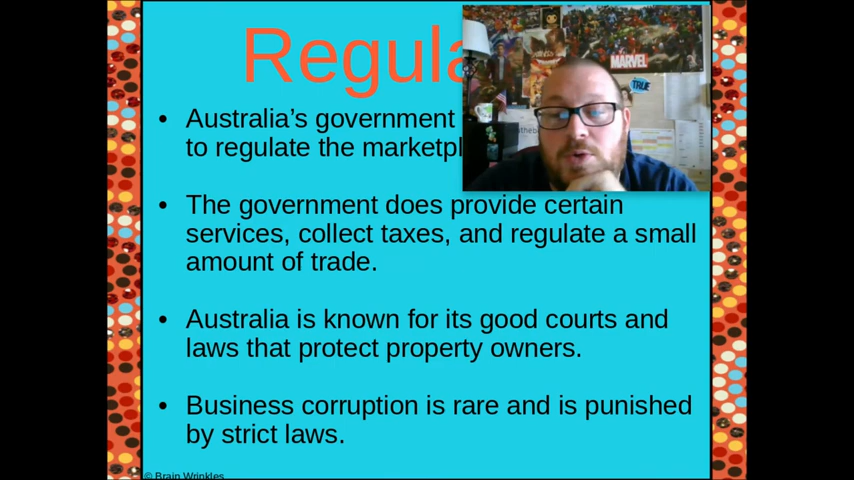 Regula
• Australia’s government
to regulate the marketpl
• The government does provide certain
services, collect taxes, and regulate a small
amount of trade.
• Australia is known for its good courts and
laws that protect property owners.
• Business corruption is rare and is punished
by strict laws.
© Brain Wrinkles
MARVEL
TRUE